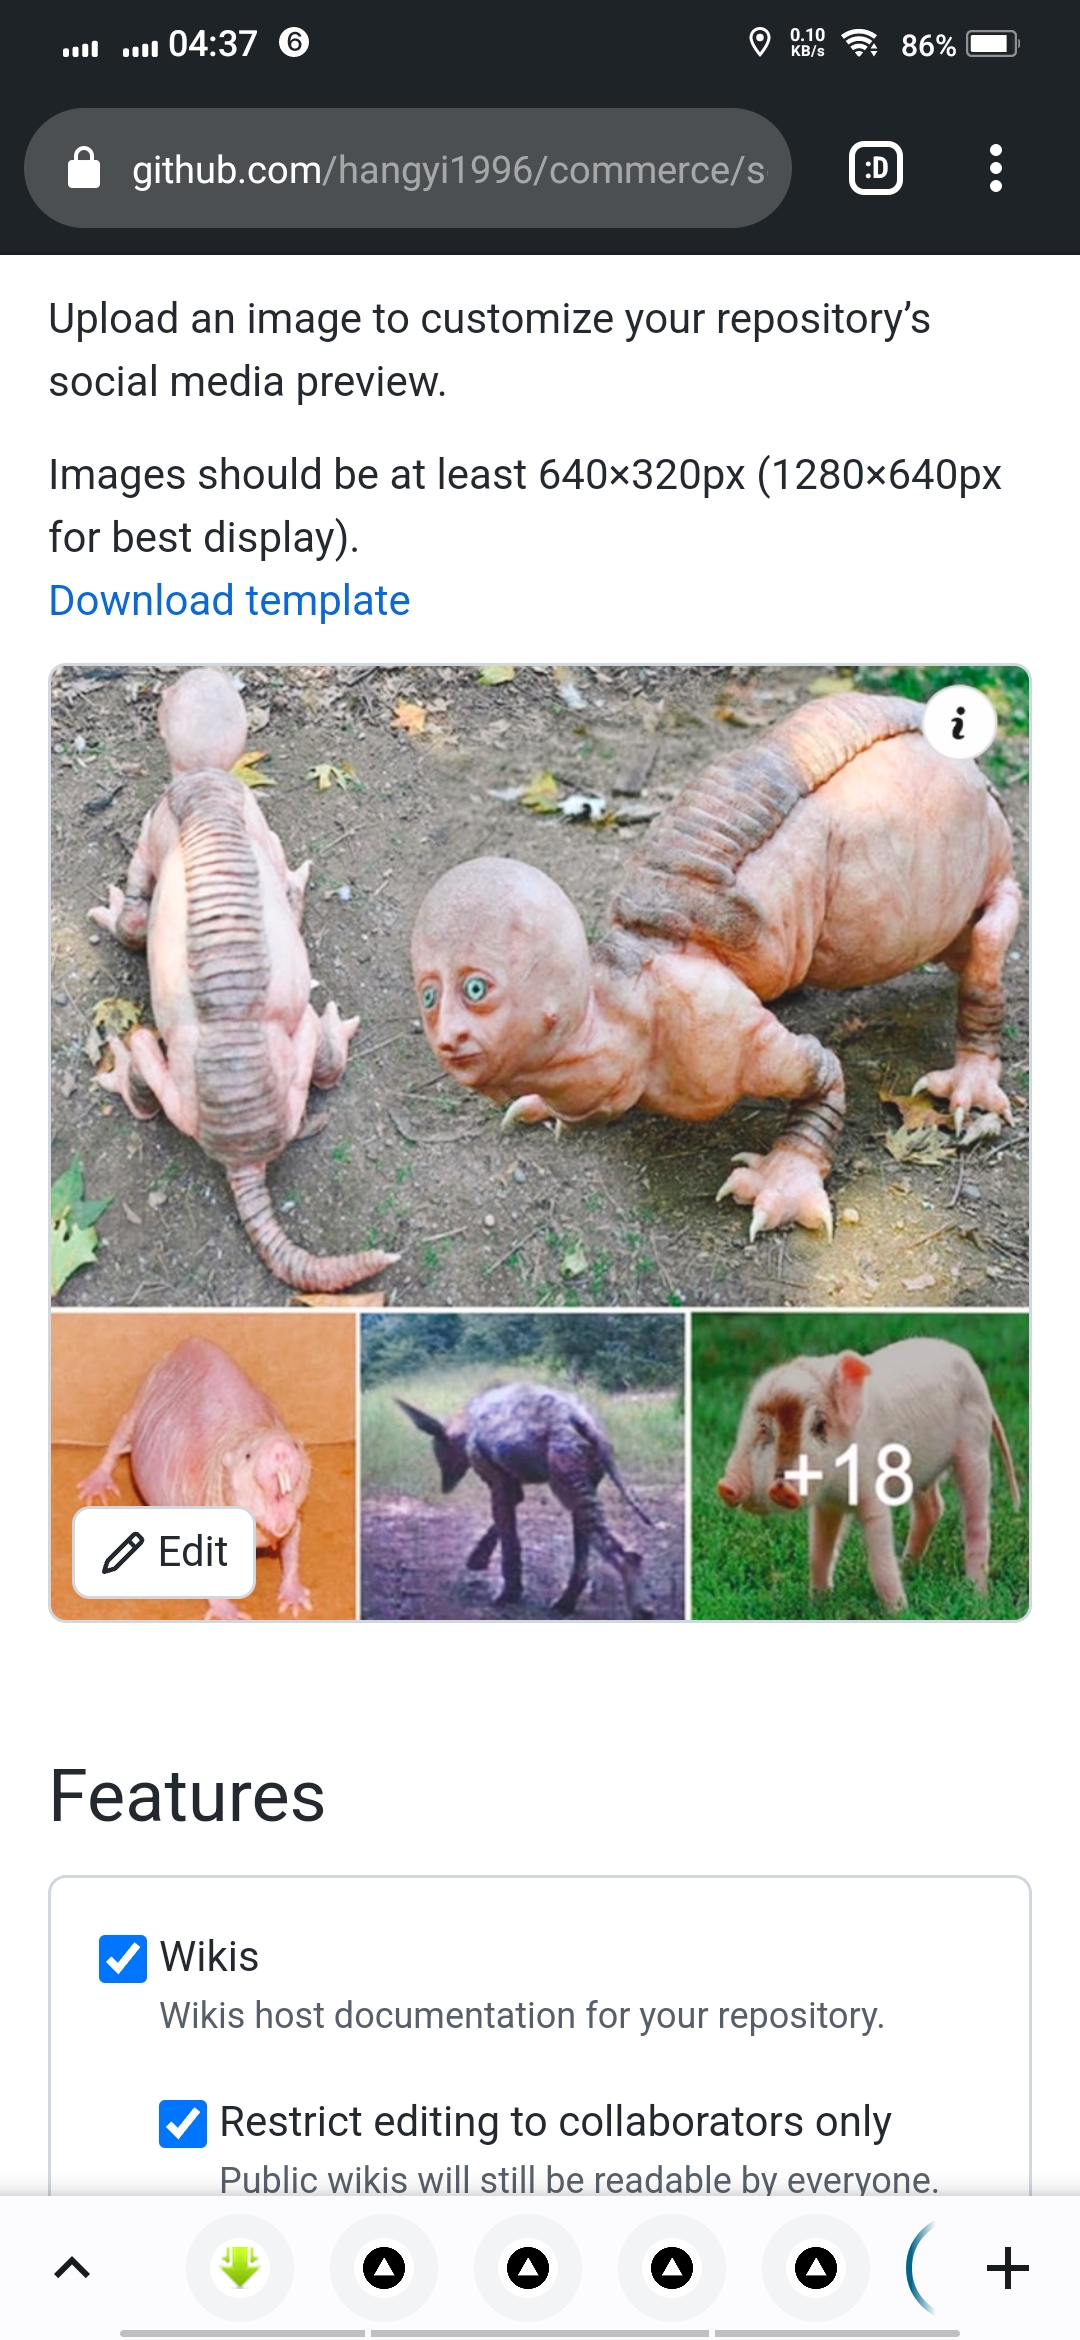 04:37 6 0.10 KB/s 86%
github.com/hangyi1996/commerce/s
:D
Upload an image to customize your repository’s
social media preview.
Images should be at least 640×320px (1280×640px
for best display).
Download template
i
+18
Edit
Features
Wikis
Wikis host documentation for your repository.
Restrict editing to collaborators only
Public wikis will still be readable by everyone.